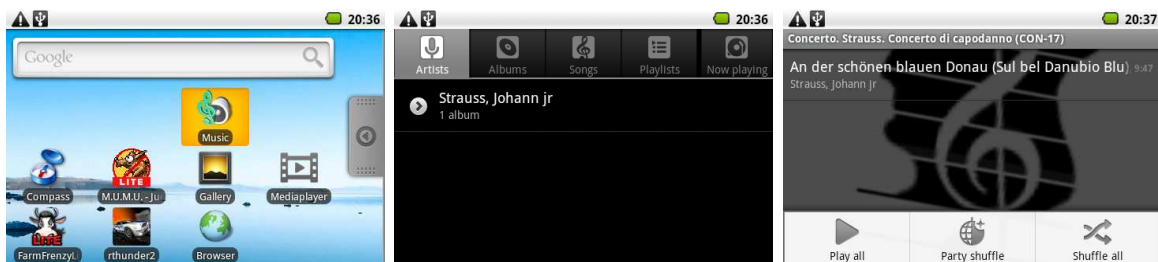 20:36
Google
Music
Compass
M.U.M.U. - Ju
LITE
Gallery
Mediaplayer
FarmFrenzyLi
LITE
rthunder2
Browser
20:36
Artists
Albums
Songs
Playlists
Now playing
Strauss, Johann jr
1 album
20:37
Concerto. Strauss. Concerto di capodanno (CON-17)
An der schönen blauen Donau (Sul bel Danubio Blu) 9:47
Strauss, Johann jr
Play all
Party shuffle
Shuffle all